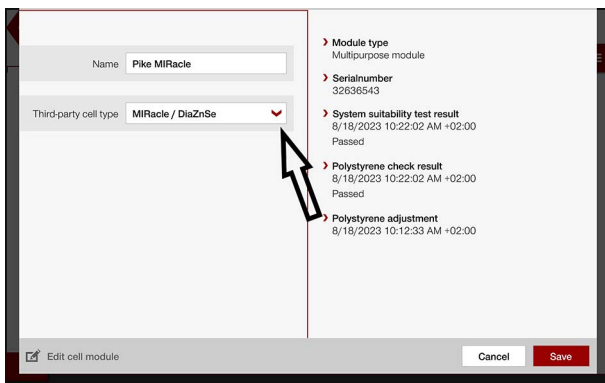 Name
Pike MIRacle
Third-party cell type
MIRacle / DiaZnSe
Module type
Multipurpose module
Serialnumber
32636543
System suitability test result
8/18/2023 10:22:02 AM +02:00
Passed
Polystyrene check result
8/18/2023 10:22:02 AM +02:00
Passed
Polystyrene adjustment
8/18/2023 10:12:33 AM +02:00
Edit cell module
Cancel
Save